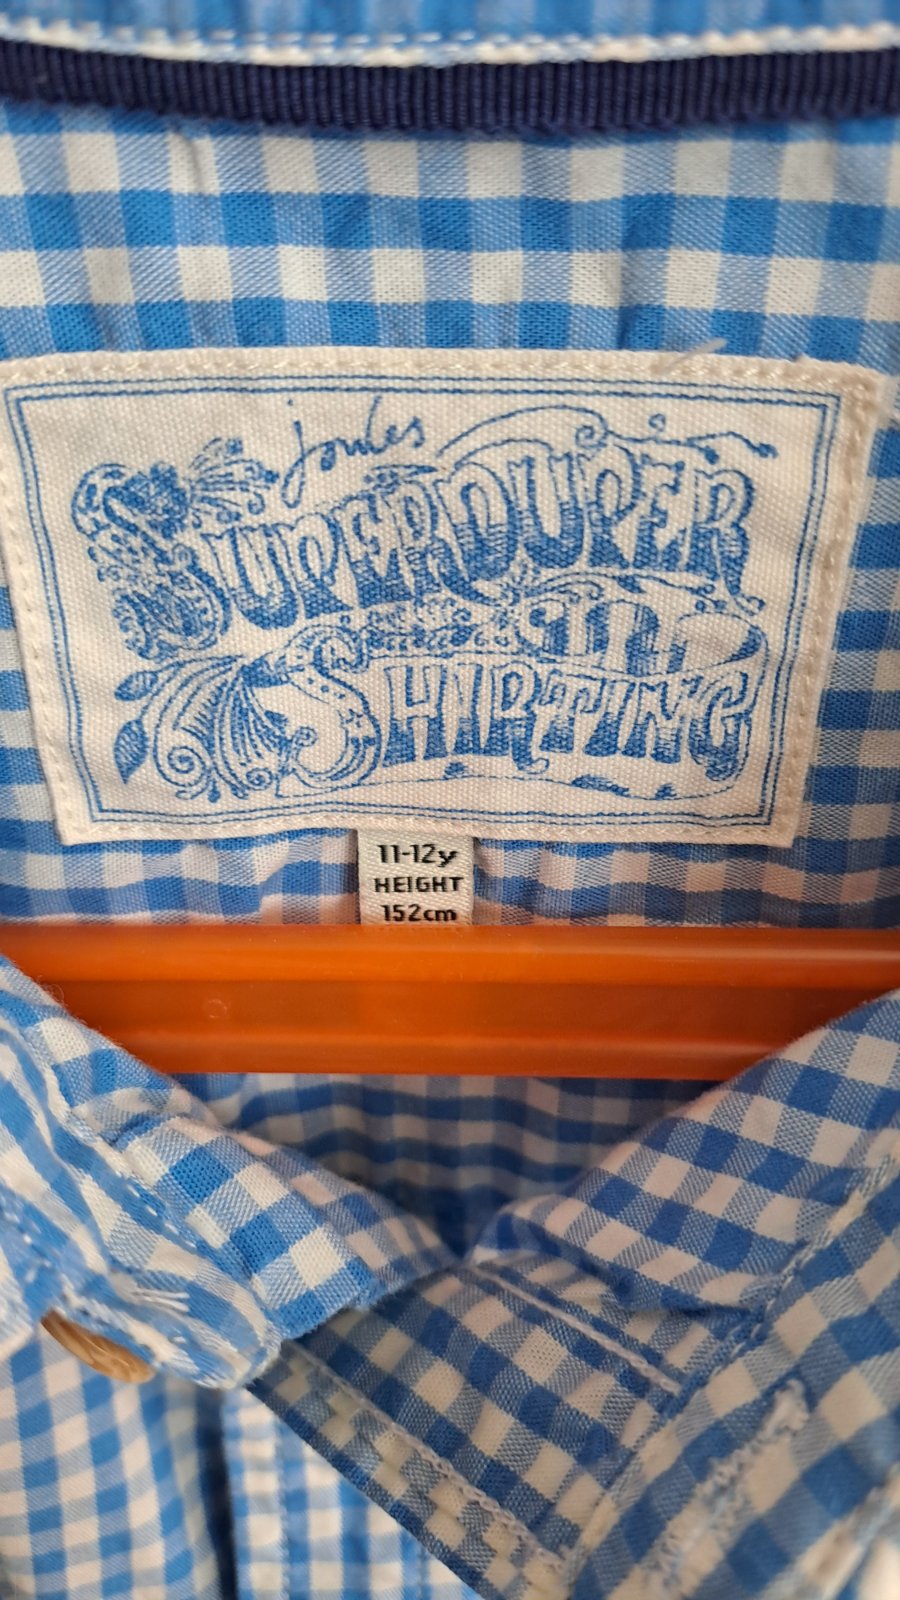 Joules
SUPERDUPER
SHIRTING
11-12y
HEIGHT
152cm